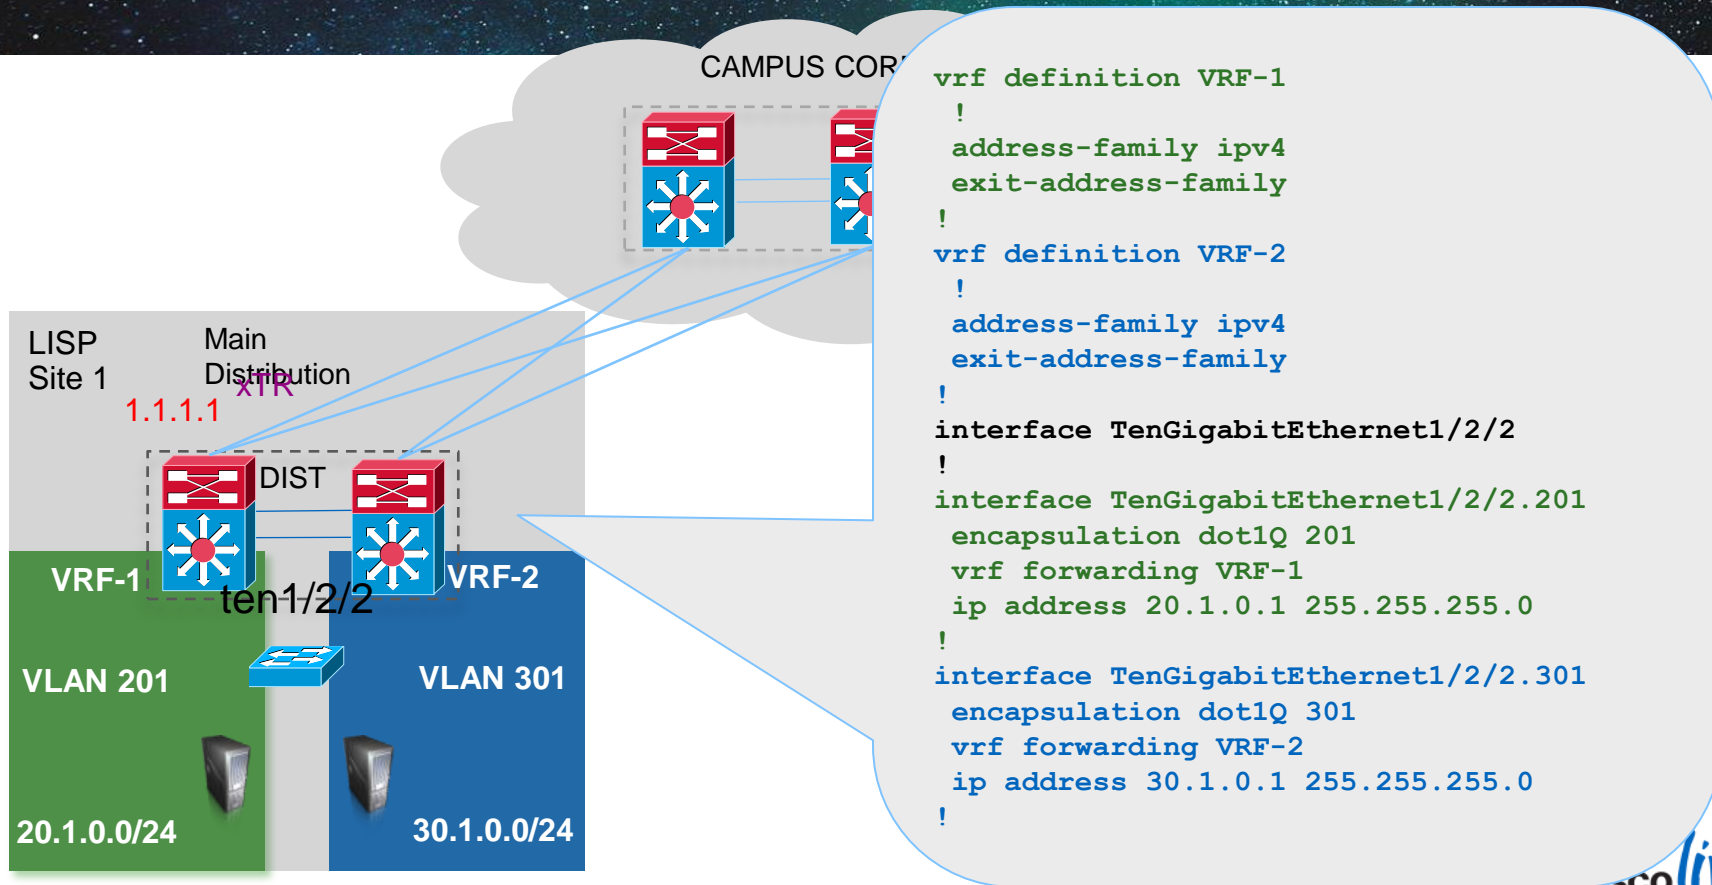 CAMPUS COR
LISP
Site 1
Main
Distribution
xTR
1.1.1.1
DIST
VRF-1
VRF-2
ten1/2/2
VLAN 201
VLAN 301
20.1.0.0/24
30.1.0.0/24
vrf definition VRF-1
!
address-family ipv4
exit-address-family
!
vrf definition VRF-2
!
address-family ipv4
exit-address-family
!
interface TenGigabitEthernet1/2/2
!
interface TenGigabitEthernet1/2/2.201
encapsulation dot1Q 201
vrf forwarding VRF-1
ip address 20.1.0.1 255.255.255.0
!
interface TenGigabitEthernet1/2/2.301
encapsulation dot1Q 301
vrf forwarding VRF-2
ip address 30.1.0.1 255.255.255.0
!